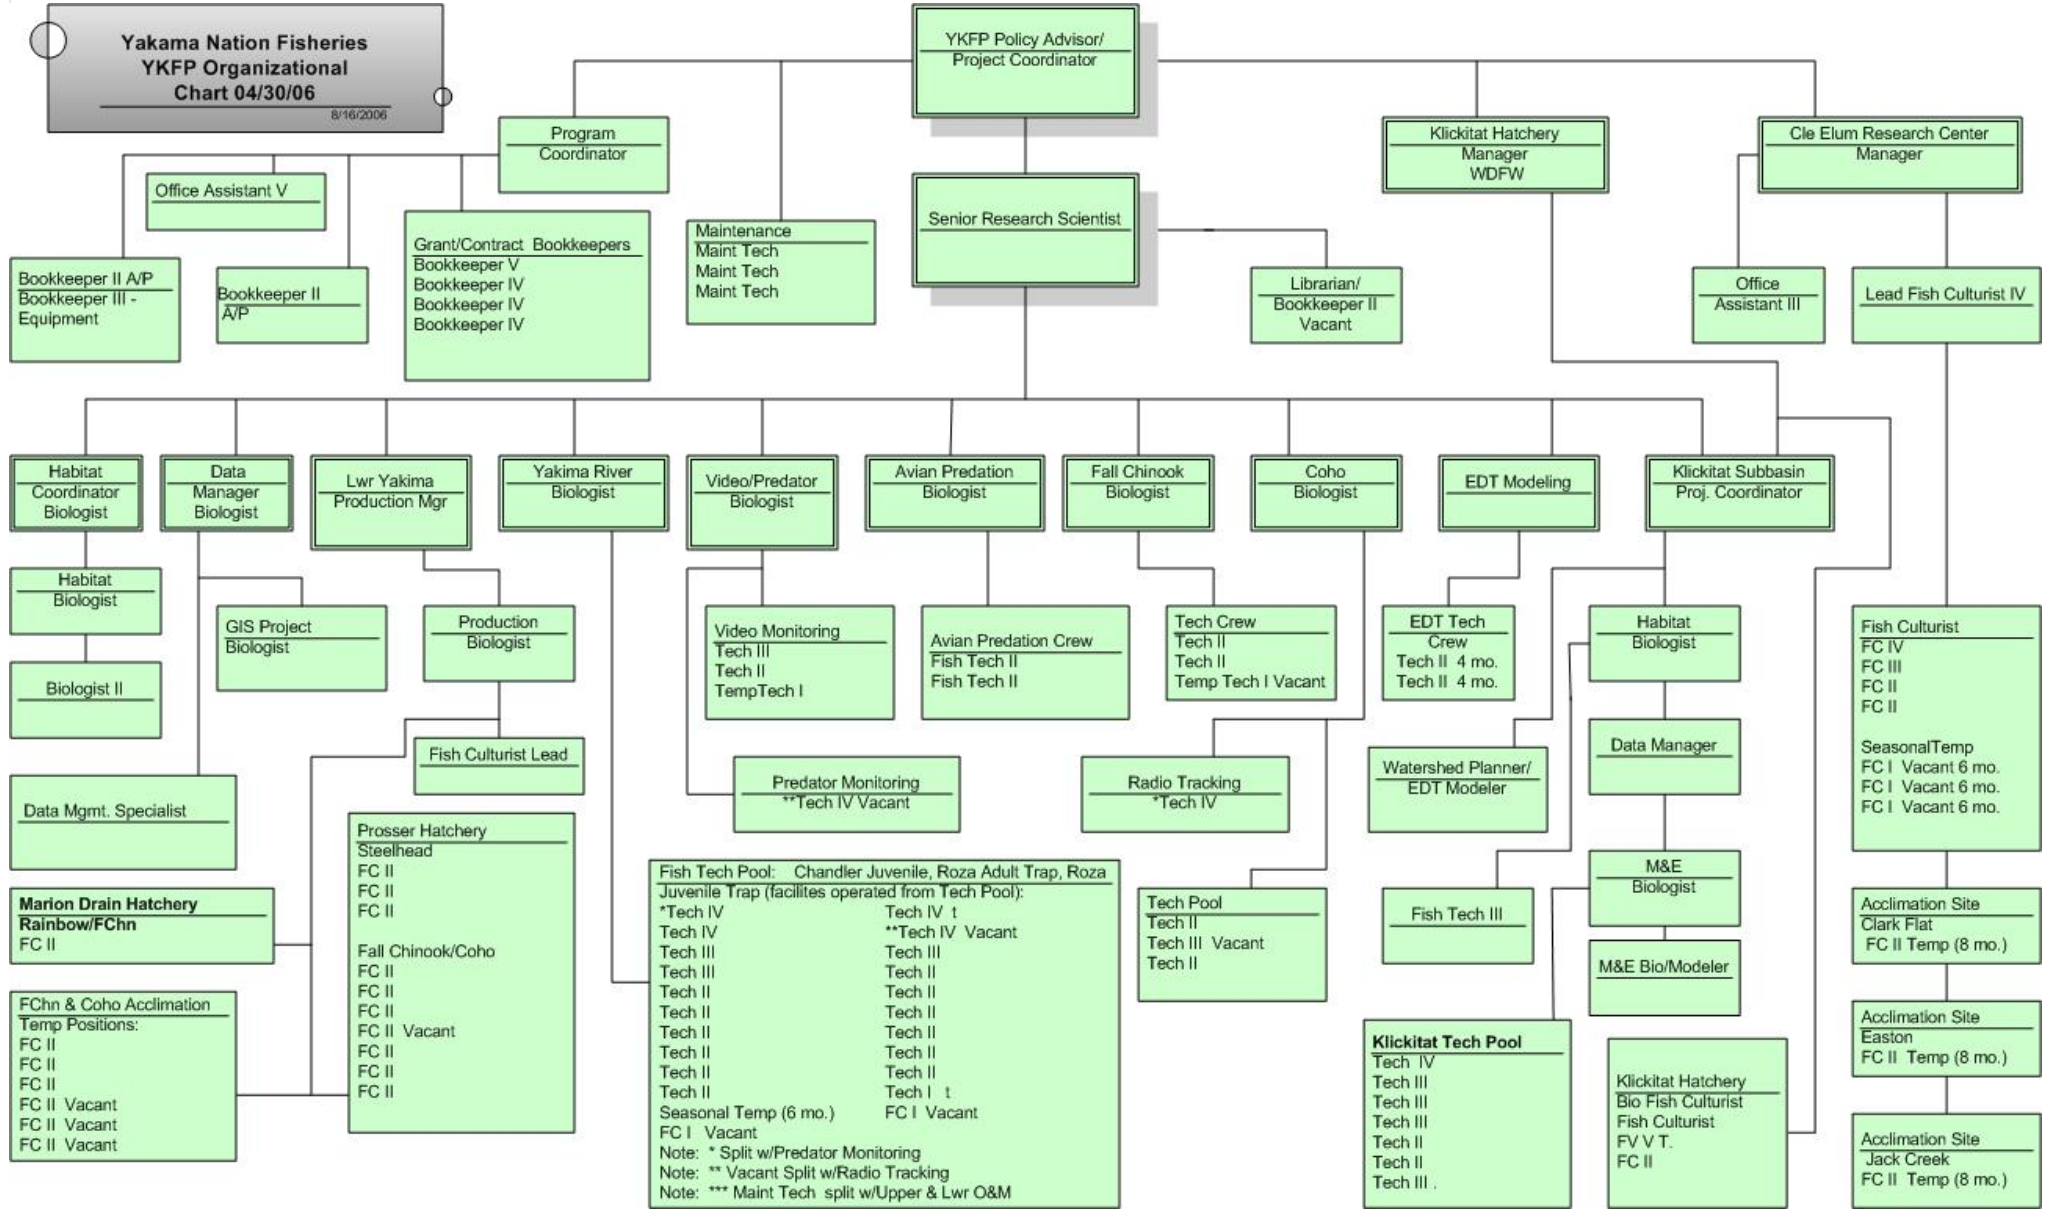 Yakama Nation Fisheries
YKFP Organizational
Chart 04/30/06
8/16/2006
YKFP Policy Advisor/
Project Coordinator
Program
Coordinator
Klickitat Hatchery
Manager
WDFW
Cle Elum Research Center
Manager
Office Assistant V
Senior Research Scientist
Bookkeeper II A/P
Bookkeeper III -
Equipment
Bookkeeper II
A/P
Grant/Contract Bookkeepers
Bookkeeper V
Bookkeeper IV
Bookkeeper IV
Bookkeeper IV
Maintenance
Maint Tech
Maint Tech
Maint Tech
Librarian/
Bookkeeper II
Vacant
Office
Assistant III
Lead Fish Culturist IV
Habitat
Coordinator
Biologist
Data
Manager
Biologist
Lwr Yakima
Production Mgr
Yakima River
Biologist
Video/Predator
Biologist
Avian Predation
Biologist
Fall Chinook
Biologist
Coho
Biologist
EDT Modeling
Klickitat Subbasin
Proj. Coordinator
Habitat
Biologist
GIS Project
Biologist
Production
Biologist
Video Monitoring
Tech III
Tech II
TempTech I
Avian Predation Crew
Fish Tech II
Fish Tech II
Tech Crew
Tech II
Tech II
Temp Tech I Vacant
EDT Tech
Crew
Tech II 4 mo.
Tech II 4 mo.
Habitat
Biologist
Fish Culturist
FC IV
FC III
FC II
FC II
SeasonalTemp
FC I Vacant 6 mo.
FC I Vacant 6 mo.
FC I Vacant 6 mo.
Biologist II
Fish Culturist Lead
Data Manager
Data Mgmt. Specialist
Predator Monitoring
**Tech IV Vacant
Radio Tracking
*Tech IV
Watershed Planner/
EDT Modeler
Prosser Hatchery
Steelhead
FC II
FC II
FC II
Fall Chinook/Coho
FC II
FC II
FC II
FC II Vacant
FC II
FC II
FC II
Marion Drain Hatchery
Rainbow/FChn
FC II
FChn & Coho Acclimation
Temp Positions:
FC II
FC II
FC II
FC II Vacant
FC II Vacant
FC II Vacant
Fish Tech Pool: Chandler Juvenile, Roza Adult Trap, Roza
Juvenile Trap (facilites operated from Tech Pool):
*Tech IV Tech IV t
Tech IV **Tech IV Vacant
Tech III Tech III
Tech III Tech II
Tech II Tech II
Tech II Tech II
Tech II Tech II
Tech II Tech II
Tech II Tech II
Tech II Tech I t
Seasonal Temp (6 mo.) FC I Vacant
FC I Vacant
Note: * Split w/Predator Monitoring
Note: ** Vacant Split w/Radio Tracking
Note: *** Maint Tech split w/Upper & Lwr O&M
Tech Pool
Tech II
Tech III Vacant
Tech II
Fish Tech III
M&E
Biologist
M&E Bio/Modeler
Klickitat Tech Pool
Tech IV
Tech III
Tech III
Tech III
Tech II
Tech II
Tech III .
Klickitat Hatchery
Bio Fish Culturist
Fish Culturist
FV V T.
FC II
Acclimation Site
Clark Flat
FC II Temp (8 mo.)
Acclimation Site
Easton
FC II Temp (8 mo.)
Acclimation Site
Jack Creek
FC II Temp (8 mo.)